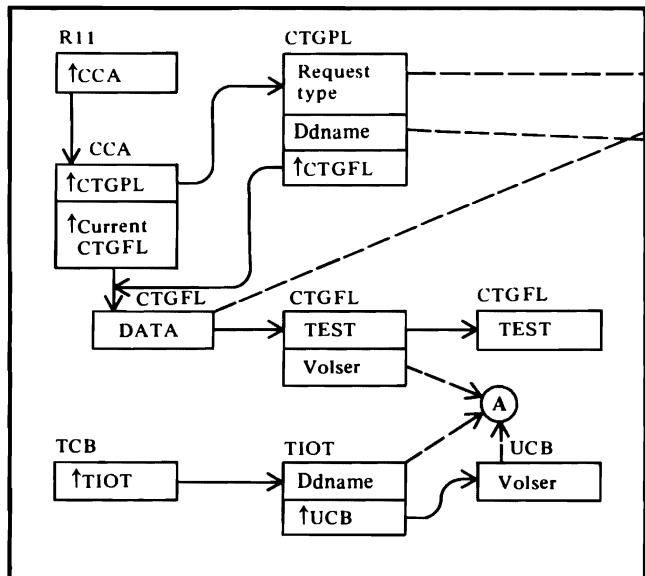 R11
↑CCA
CTGPL
Request
type
Ddname
↑CTGFL
CCA
↑CTGPL
↑Current
CTGFL
CTGFL
DATA
CTGFL
TEST
Volser
CTGFL
TEST
A
TCB
↑TIOT
TIOT
Ddname
↑UCB
UCB
Volser